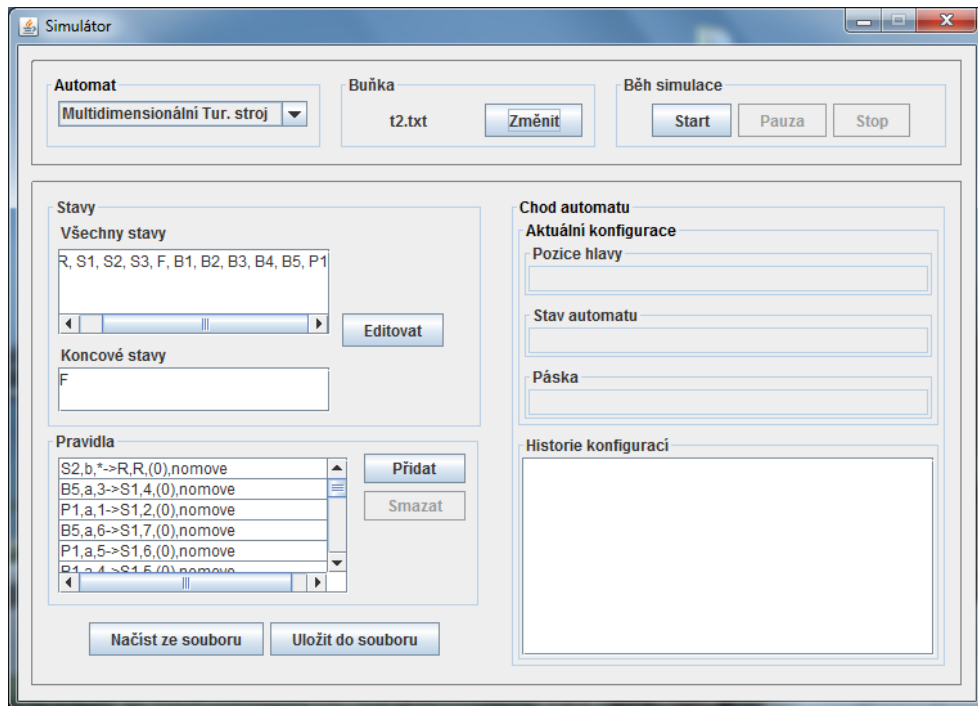 Simulátor
Automat
Multidimensionální Tur. stroj
Buňka
t2.txt
Změnit
Běh simulace
Start
Pauza
Stop
Stavy
Všechny stavy
R, S1, S2, S3, F, B1, B2, B3, B4, B5, P1
Editovat
Koncové stavy
F
Pravidla
S2,b,*->R,R,(0),nomove
B5,a,3->S1,4,(0),nomove
P1,a,1->S1,2,(0),nomove
B5,a,6->S1,7,(0),nomove
P1,a,5->S1,6,(0),nomove
Přidat
Smazat
Načíst ze souboru
Uložit do souboru
Chod automatu
Aktuální konfigurace
Pozice hlavy
Stav automatu
Páska
Historie konfigurací